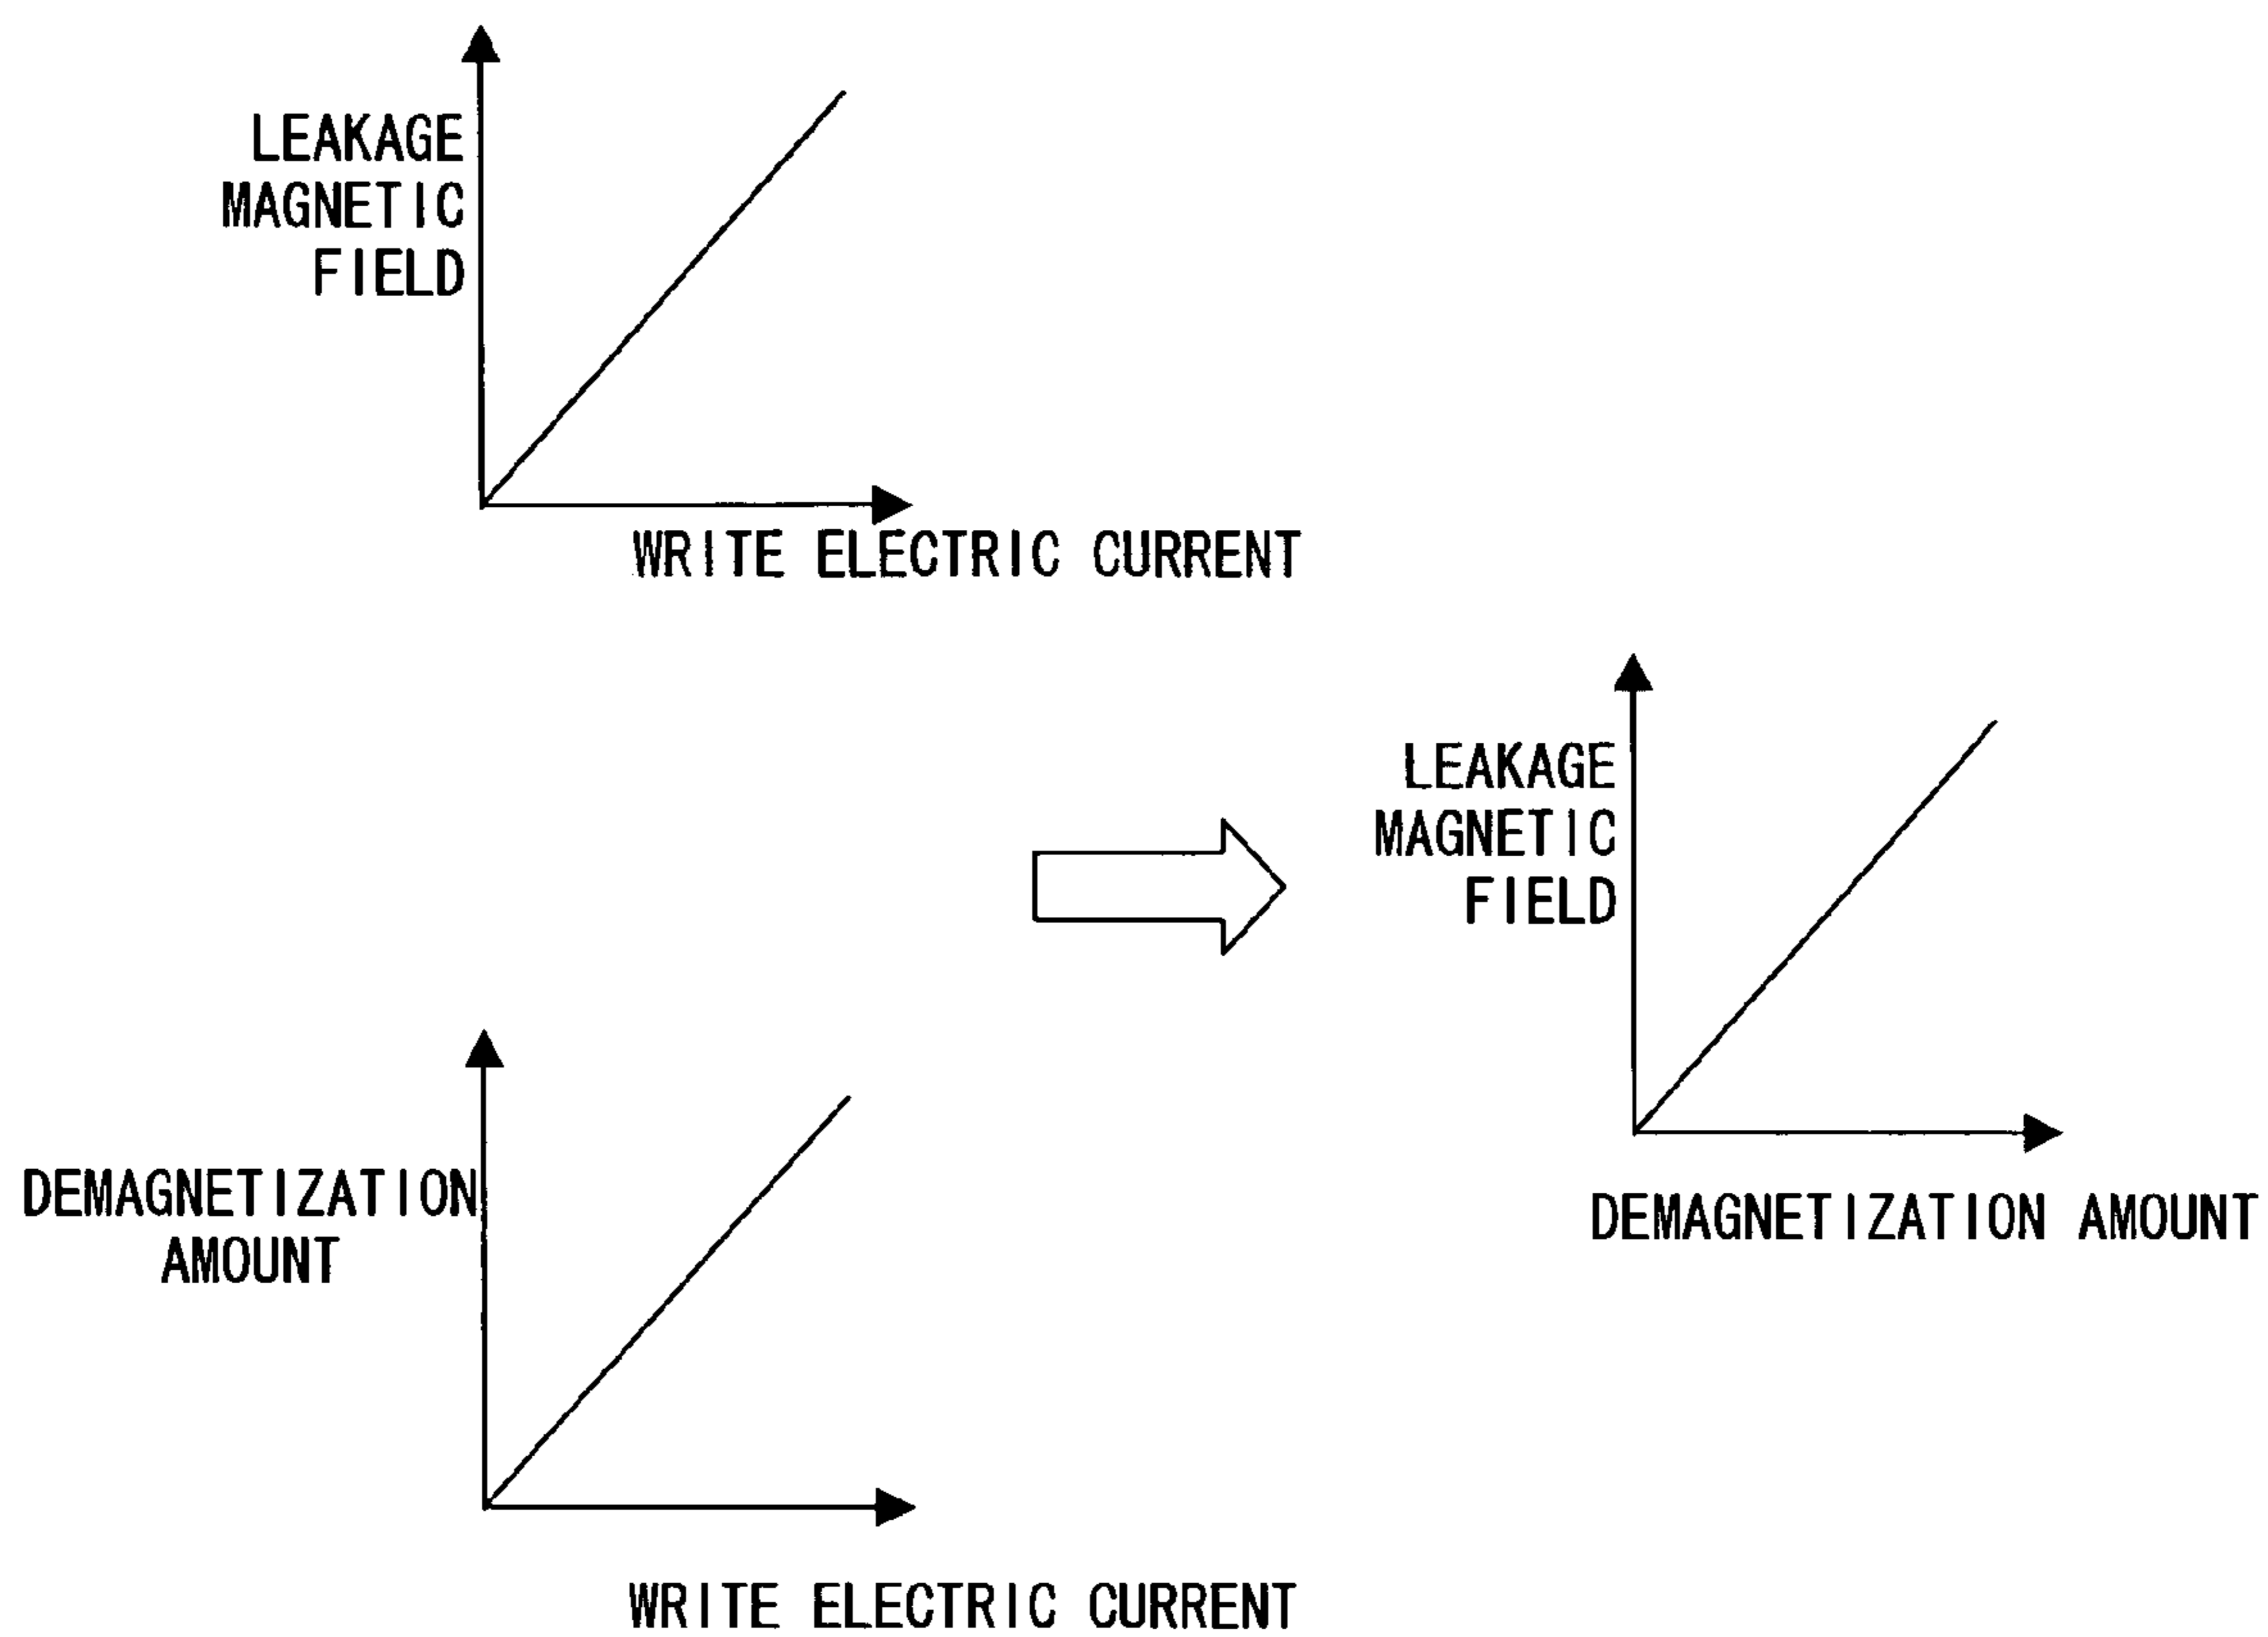 LEAKAGE
MAGNETIC
FIELD
WRITE ELECTRIC CURRENT
LEAKAGE
MAGNETIC
FIELD
DEMAGNETIZATION AMOUNT
DEMAGNETIZATION
AMOUNT
WRITE ELECTRIC CURRENT